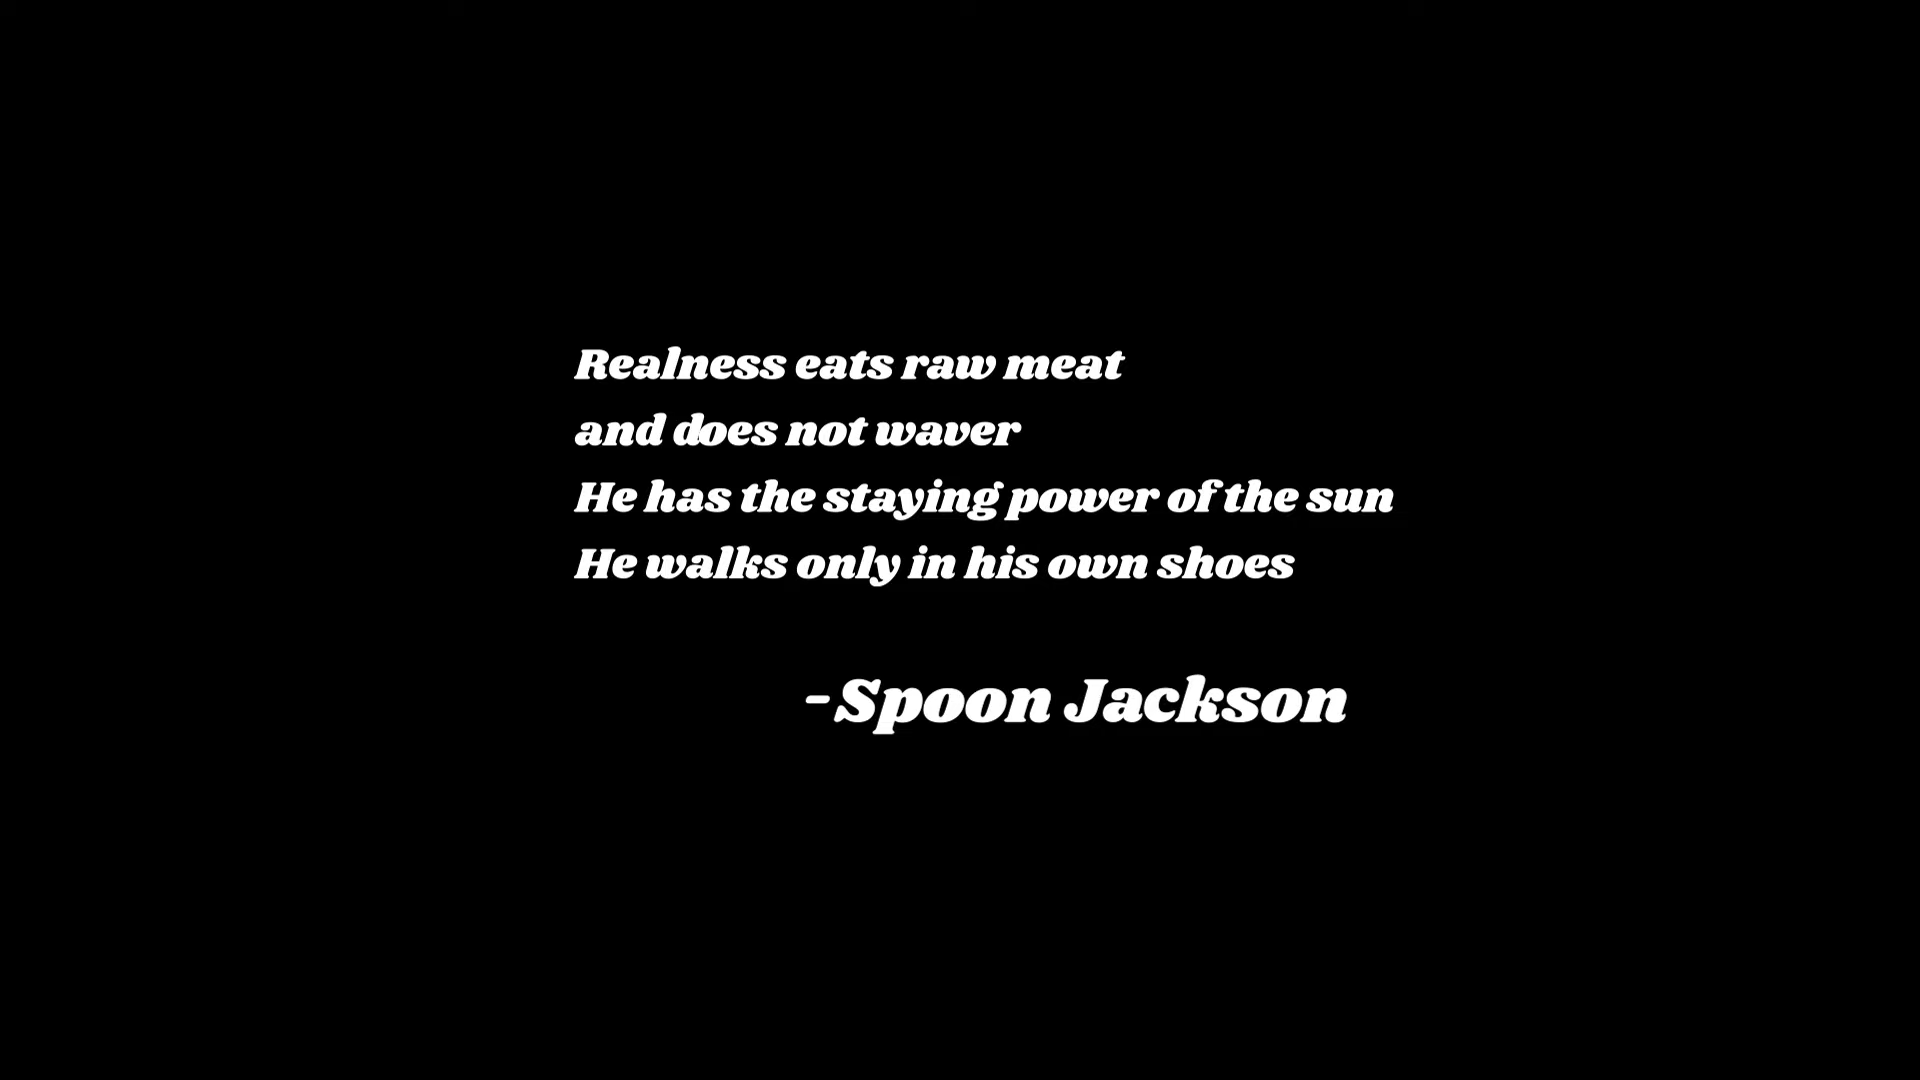 Realness eats raw meat
and does not waver
He has the staying power of the sun
He walks only in his own shoes
-Spoon Jackson